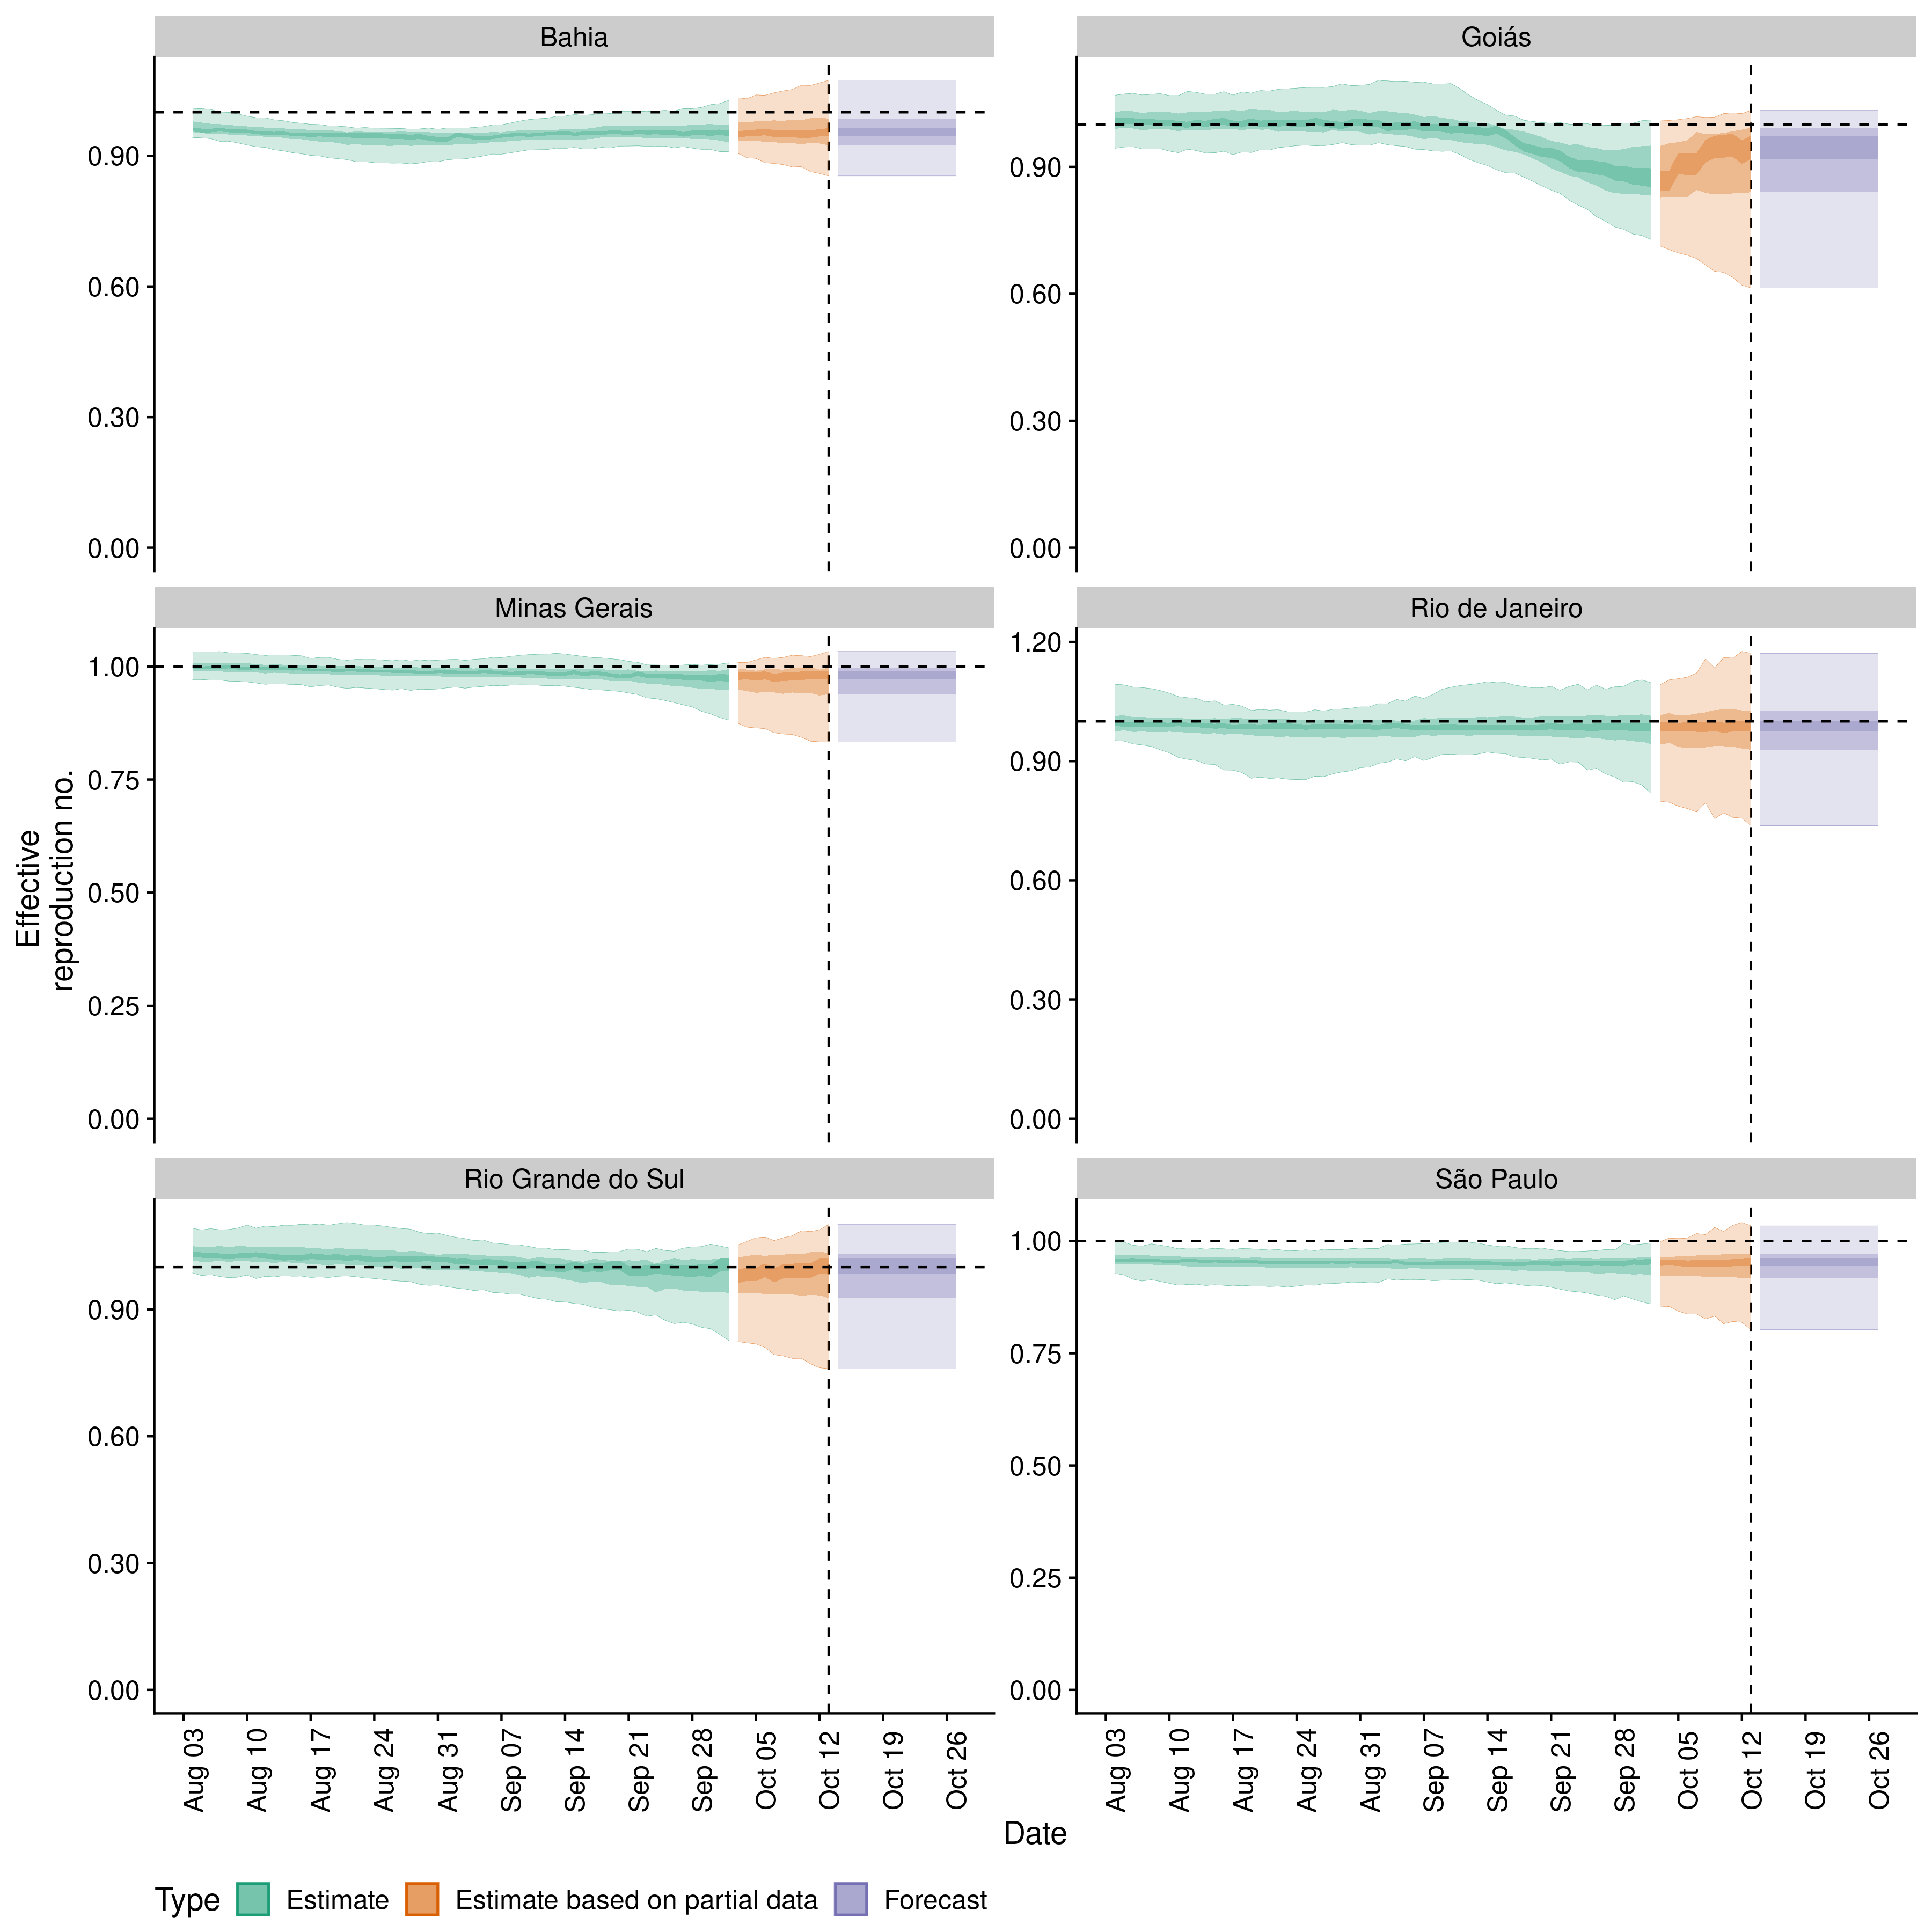 Bahia
Goiás
0.90
0.60
0.30
0.00
0.90
0.60
0.30
0.00
Minas Gerais
Rio de Janeiro
1.00
0.75
0.50
0.25
0.00
1.20
0.90
0.60
0.30
0.00
Effective
reproduction no.
Rio Grande do Sul
São Paulo
0.90
0.60
0.30
0.00
1.00
0.75
0.50
0.25
0.00
Aug 03
Aug 10
Aug 17
Aug 24
Aug 31
Sep 07
Sep 14
Sep 21
Sep 28
Oct 05
Oct 12
Oct 19
Oct 26
Aug 03
Aug 10
Aug 17
Aug 24
Aug 31
Sep 07
Sep 14
Sep 21
Sep 28
Oct 05
Oct 12
Oct 19
Oct 26
Date
Type Estimate Estimate based on partial data Forecast